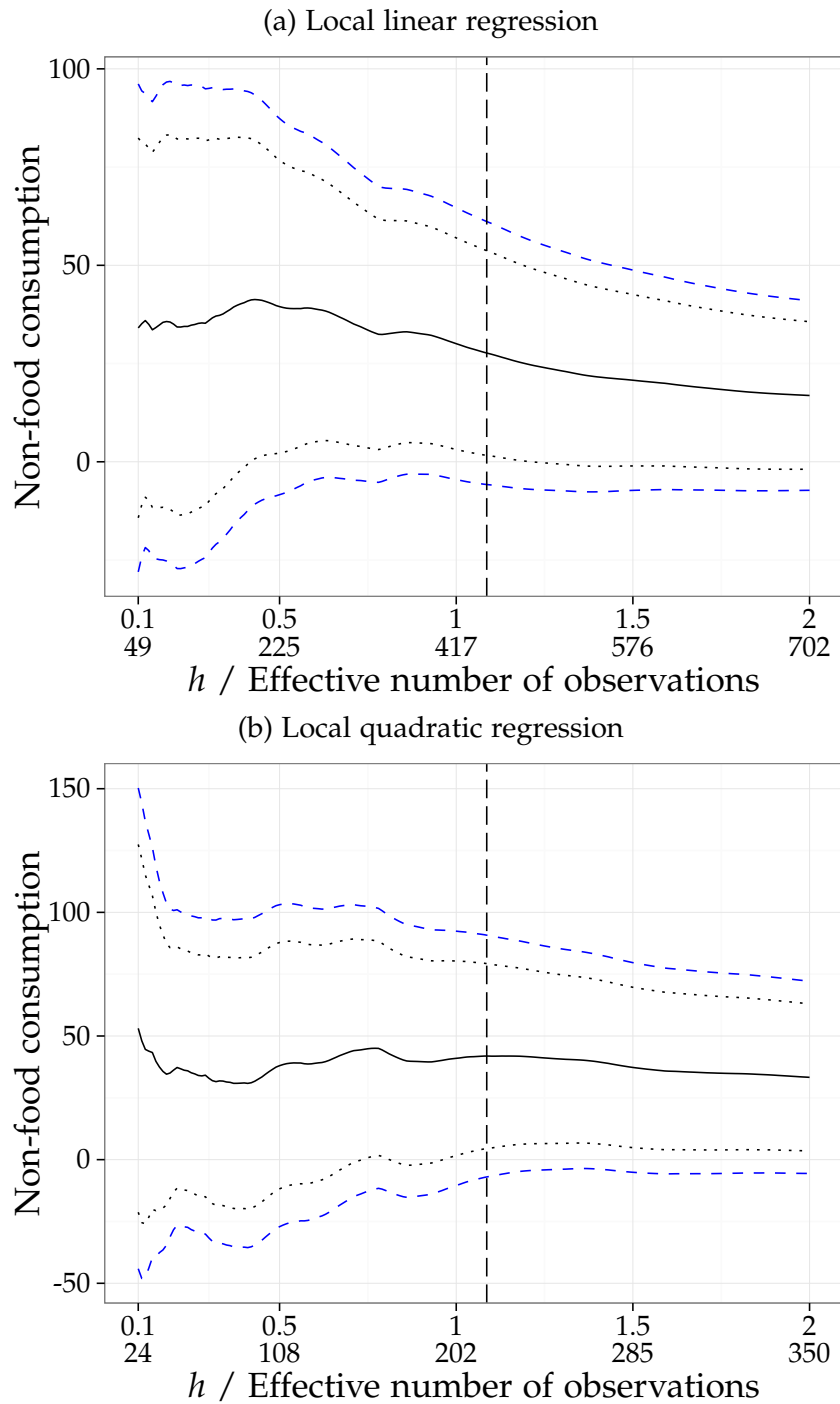 (a) Local linear regression
100
50
0
Non-food consumption
0.1 0.5 1 1.5 2
49 225 417 576 702
h / Effective number of observations
(b) Local quadratic regression
150
100
50
0
-50
Non-food consumption
0.1 0.5 1 1.5 2
24 108 202 285 350
h / Effective number of observations